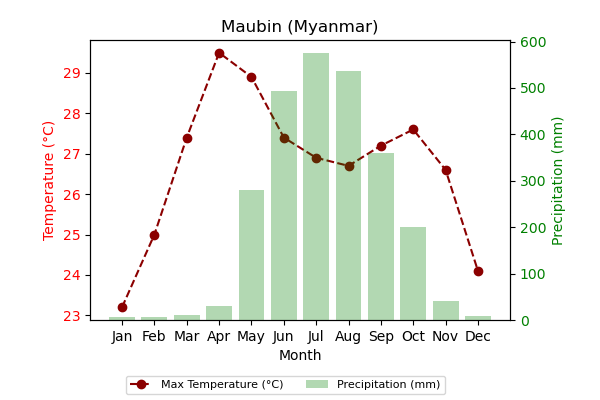 Maubin (Myanmar)
600
29
500
28
400
27
300
26
200
25
100
24
0
23
Temperature (°C)
Precipitation (mm)
Jan Feb Mar Apr May Jun Jul Aug Sep Oct Nov Dec
Month
Max Temperature (°C) Precipitation (mm)